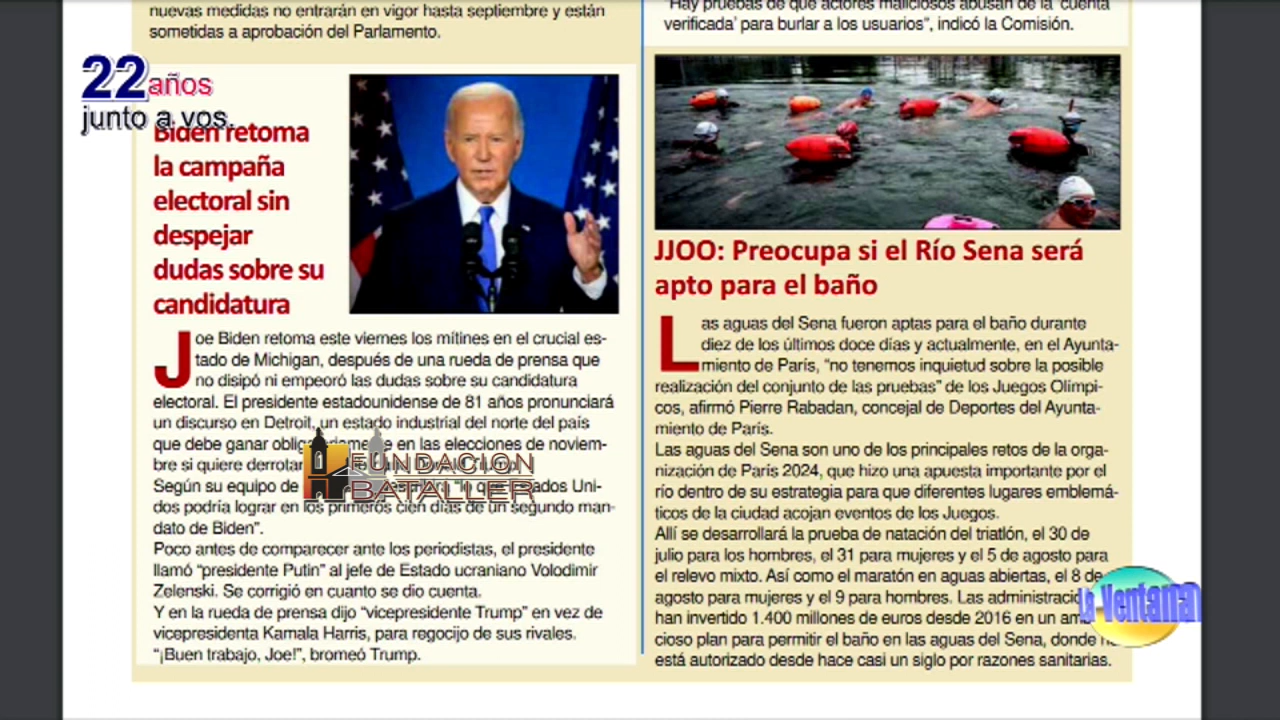 nuevas medidas no entrarán en vigor hasta septiembre y están
sometidas a aprobación del Parlamento.
22 años
junto a vos.
Biden retoma
la campaña
electoral sin
despejar
dudas sobre su
candidatura
Joe Biden retoma este viernes los mítines en el crucial es-
tado de Michigan, después de una rueda de prensa que
no disipó ni empeoró las dudas sobre su candidatura
electoral. El presidente estadounidense de 81 años pronunciará
un discurso en Detroit, un estado industrial del norte del país
que debe ganar obligatoriamente en las elecciones de noviem-
bre si quiere derrotar Trump.
Según su equipo de "lo que Estados Uni-
dos podría lograr en los primeros cien días de un segundo man-
dato de Biden".
Poco antes de comparecer ante los periodistas, el presidente
llamó “presidente Putin” al jefe de Estado ucraniano Volodimir
Zelenski. Se corrigió en cuanto se dio cuenta.
Y en la rueda de prensa dijo “vicepresidente Trump” en vez de
vicepresidenta Kamala Harris, para regocijo de sus rivales.
“¡Buen trabajo, Joe!”, bromeó Trump.
FUNDACION
BATALLER
“Hay pruebas de que actores maliciosos abusan de la ‘cuenta
verificada’ para burlar a los usuarios”, indicó la Comisión.
JJOO: Preocupa si el Río Sena será
apto para el baño
Las aguas del Sena fueron aptas para el baño durante
diez de los últimos doce días y actualmente, en el Ayunta-
miento de París, “no tenemos inquietud sobre la posible
realización del conjunto de las pruebas” de los Juegos Olímpi-
cos, afirmó Pierre Rabadan, concejal de Deportes del Ayunta-
miento de París.
Las aguas del Sena son uno de los principales retos de la orga-
nización de París 2024, que hizo una apuesta importante por el
río dentro de su estrategia para que diferentes lugares emblemá-
ticos de la ciudad acojan eventos de los Juegos.
Allí se desarrollará la prueba de natación del triatlón, el 30 de
julio para los hombres, el 31 para mujeres y el 5 de agosto para
el relevo mixto. Así como el maratón en aguas abiertas, el 8 de
agosto para mujeres y el 9 para hombres. Las administracio
han invertido 1.400 millones de euros desde 2016 en un amb
cioso plan para permitir el baño en las aguas del Sena, donde n
está autorizado desde hace casi un siglo por razones sanitarias.
La Ventana